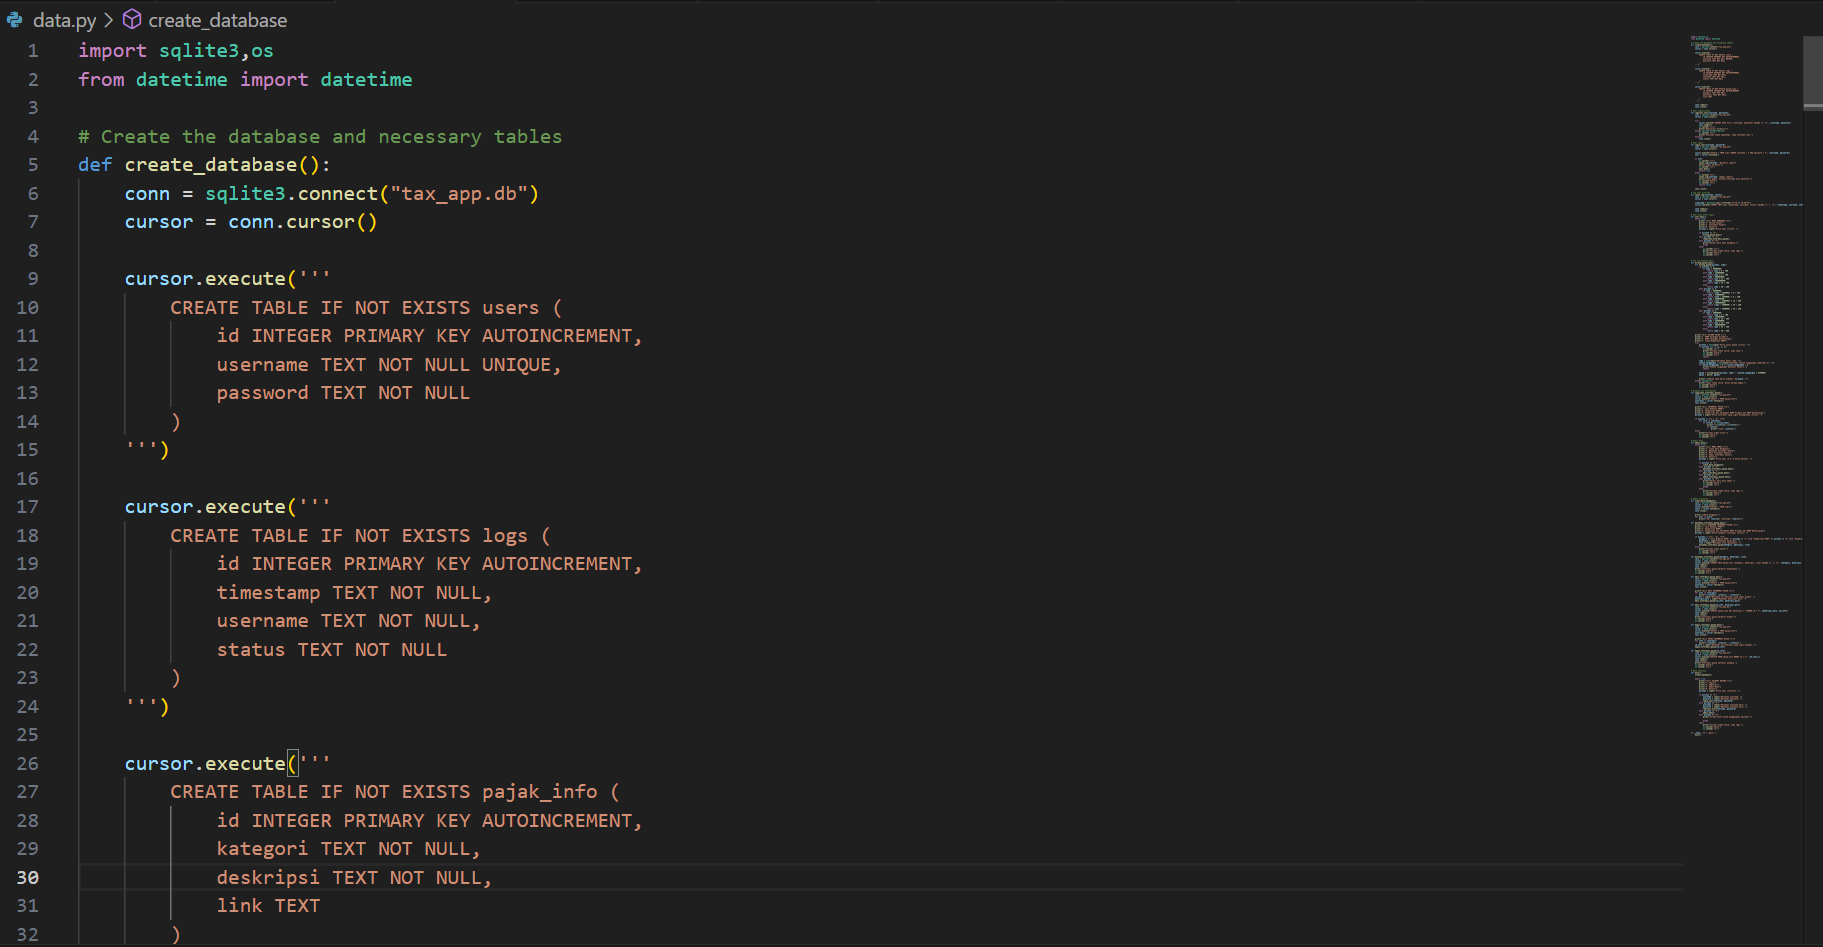 data.py > create_database
1 import sqlite3,os
2 from datetime import datetime
3
4 # Create the database and necessary tables
5 def create_database():
6     conn = sqlite3.connect("tax_app.db")
7     cursor = conn.cursor()
8
9     cursor.execute('''
10         CREATE TABLE IF NOT EXISTS users (
11             id INTEGER PRIMARY KEY AUTOINCREMENT,
12             username TEXT NOT NULL UNIQUE,
13             password TEXT NOT NULL
14         )
15     ''')
16
17     cursor.execute('''
18         CREATE TABLE IF NOT EXISTS logs (
19             id INTEGER PRIMARY KEY AUTOINCREMENT,
20             timestamp TEXT NOT NULL,
21             username TEXT NOT NULL,
22             status TEXT NOT NULL
23         )
24     ''')
25
26     cursor.execute('''
27         CREATE TABLE IF NOT EXISTS pajak_info (
28             id INTEGER PRIMARY KEY AUTOINCREMENT,
29             kategori TEXT NOT NULL,
30             deskripsi TEXT NOT NULL,
31             link TEXT
32         )